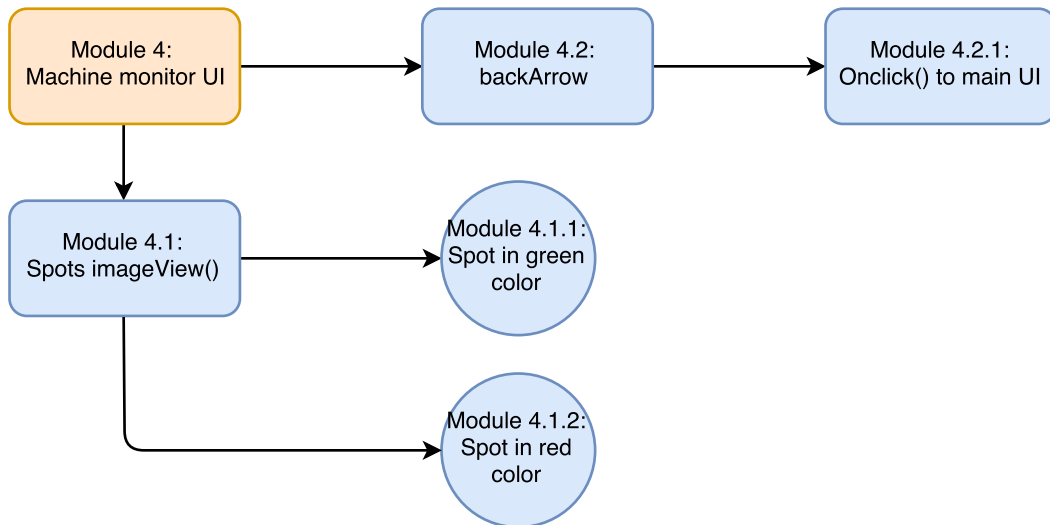 Module 4:
Machine monitor UI
Module 4.2:
backArrow
Module 4.2.1:
Onclick() to main UI
Module 4.1:
Spots imageView()
Module 4.1.1:
Spot in green
color
Module 4.1.2:
Spot in red
color